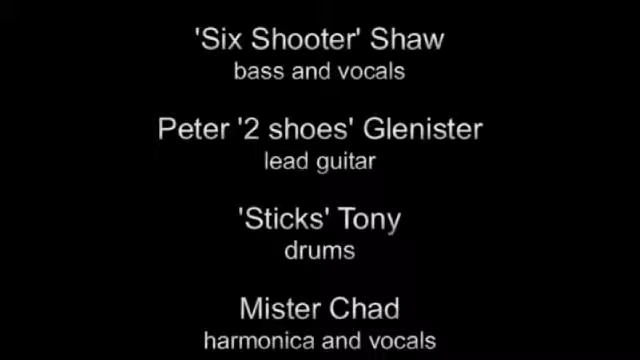 'Six Shooter' Shaw
bass and vocals
Peter '2 shoes' Glenister
lead guitar
'Sticks' Tony
drums
Mister Chad
harmonica and vocals